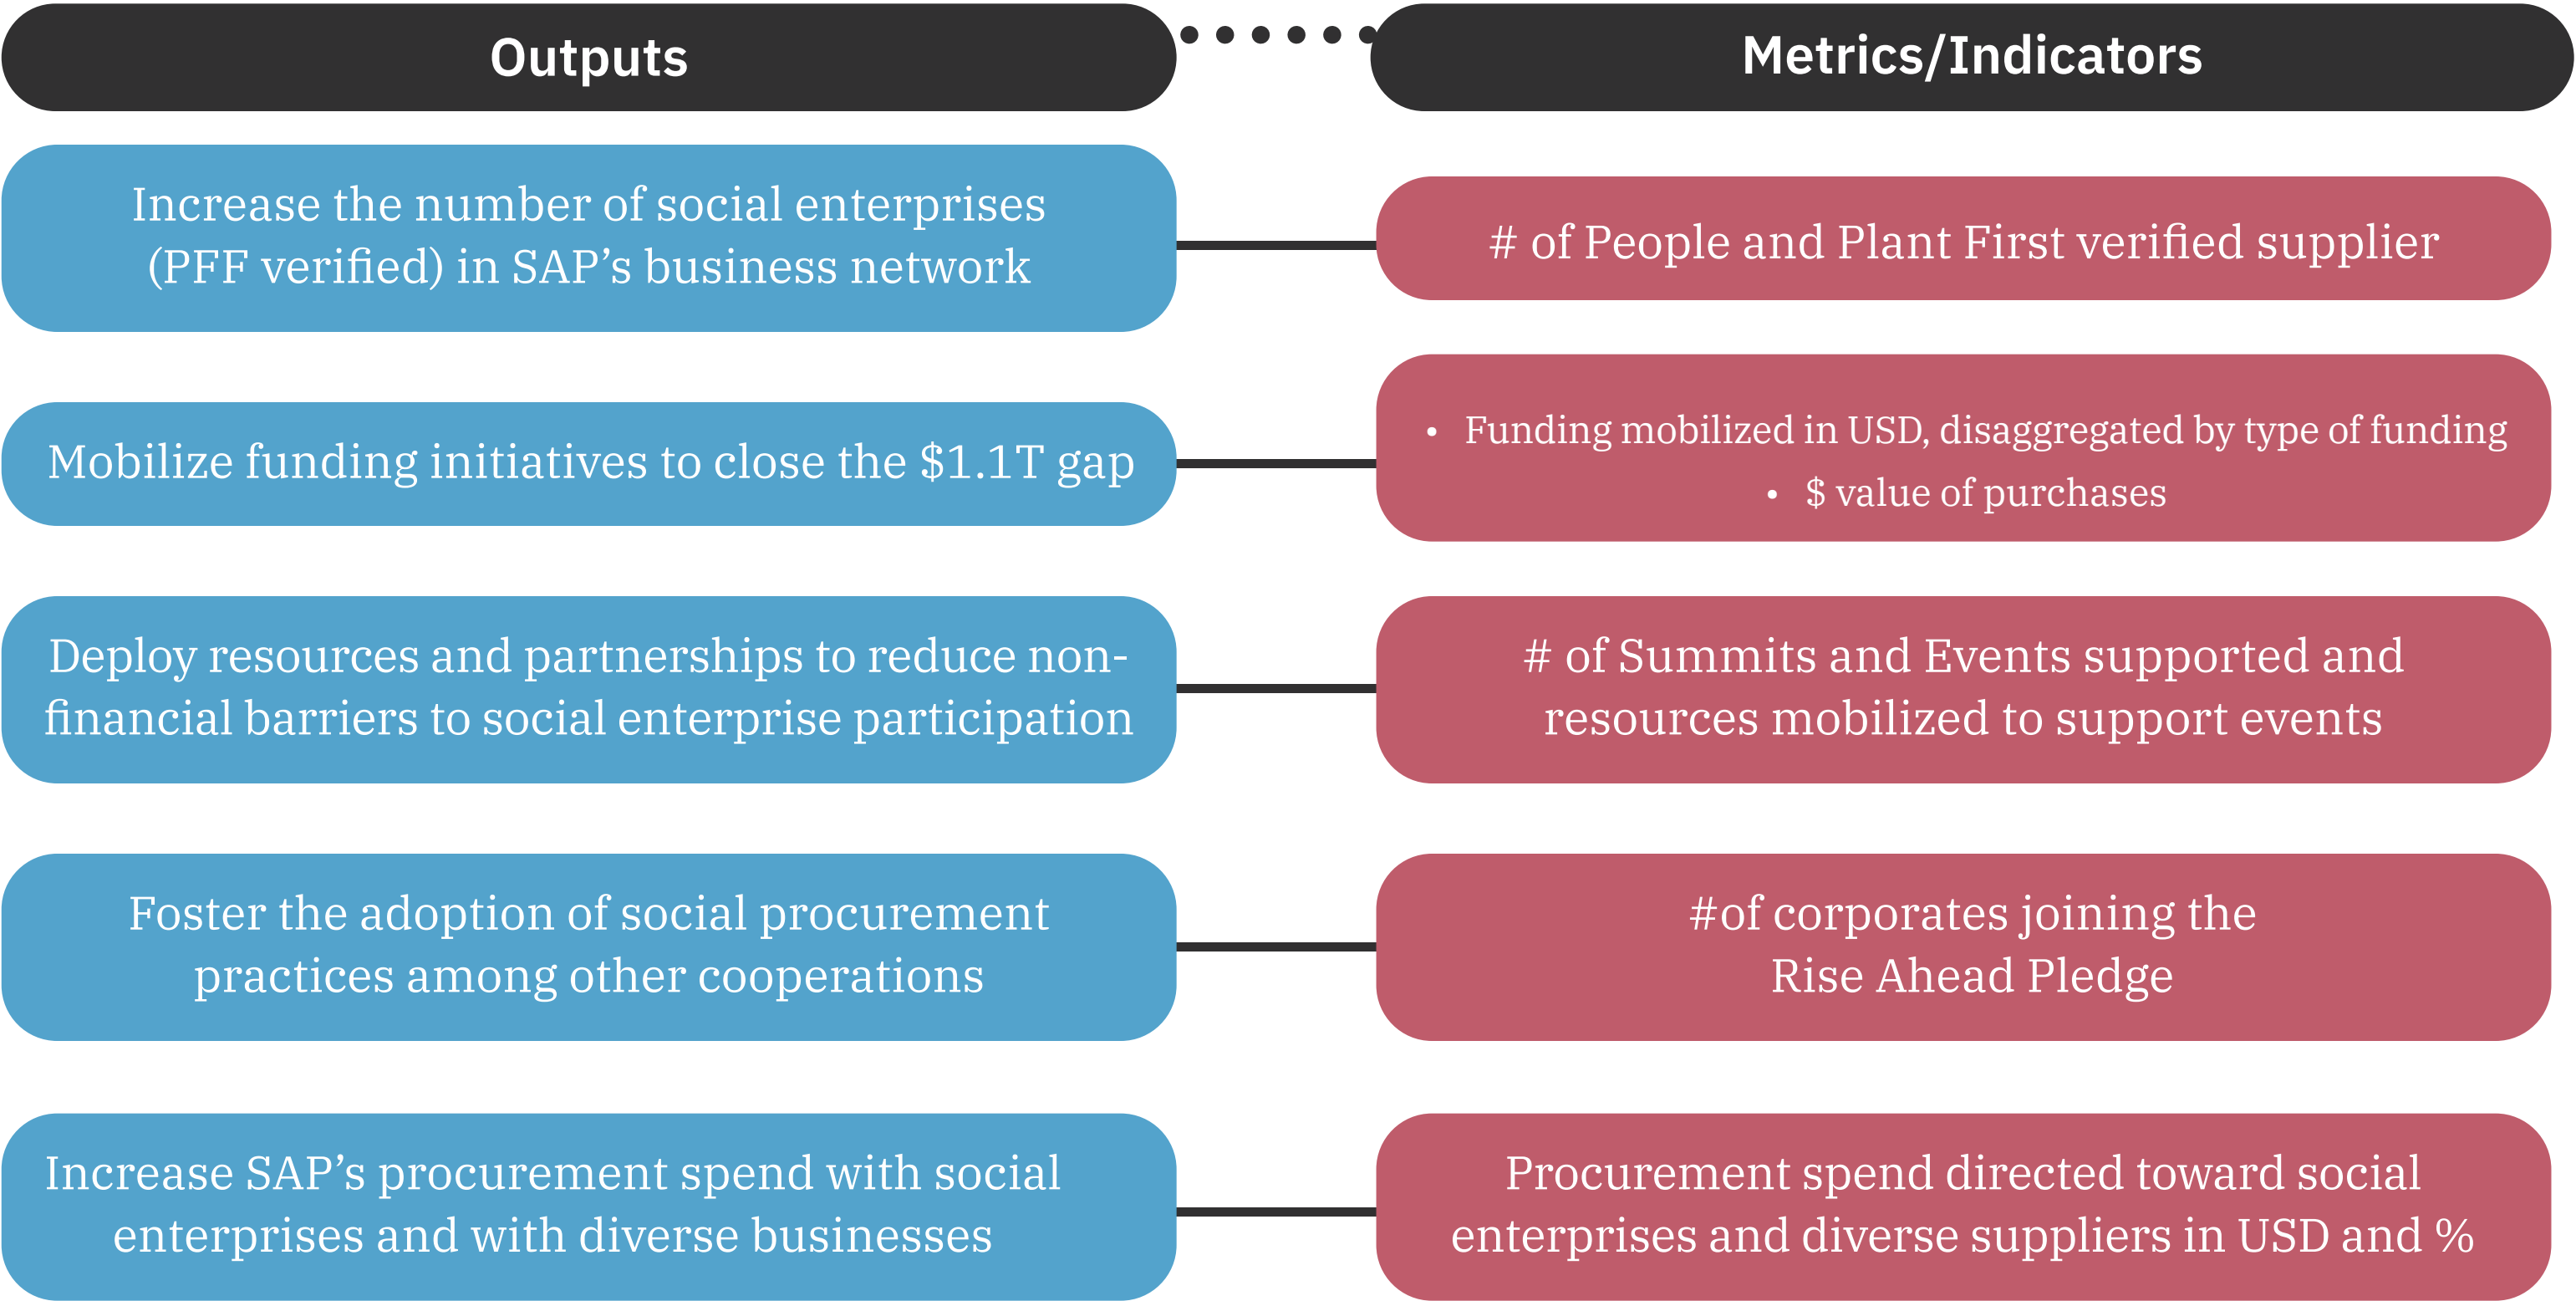 Outputs
Metrics/Indicators
Increase the number of social enterprises
(PFF verified) in SAP’s business network
# of People and Plant First verified supplier
Mobilize funding initiatives to close the $1.1T gap
• Funding mobilized in USD, disaggregated by type of funding
• $ value of purchases
Deploy resources and partnerships to reduce non-
financial barriers to social enterprise participation
# of Summits and Events supported and
resources mobilized to support events
Foster the adoption of social procurement
practices among other cooperations
#of corporates joining the
Rise Ahead Pledge
Increase SAP’s procurement spend with social
enterprises and with diverse businesses
Procurement spend directed toward social
enterprises and diverse suppliers in USD and %